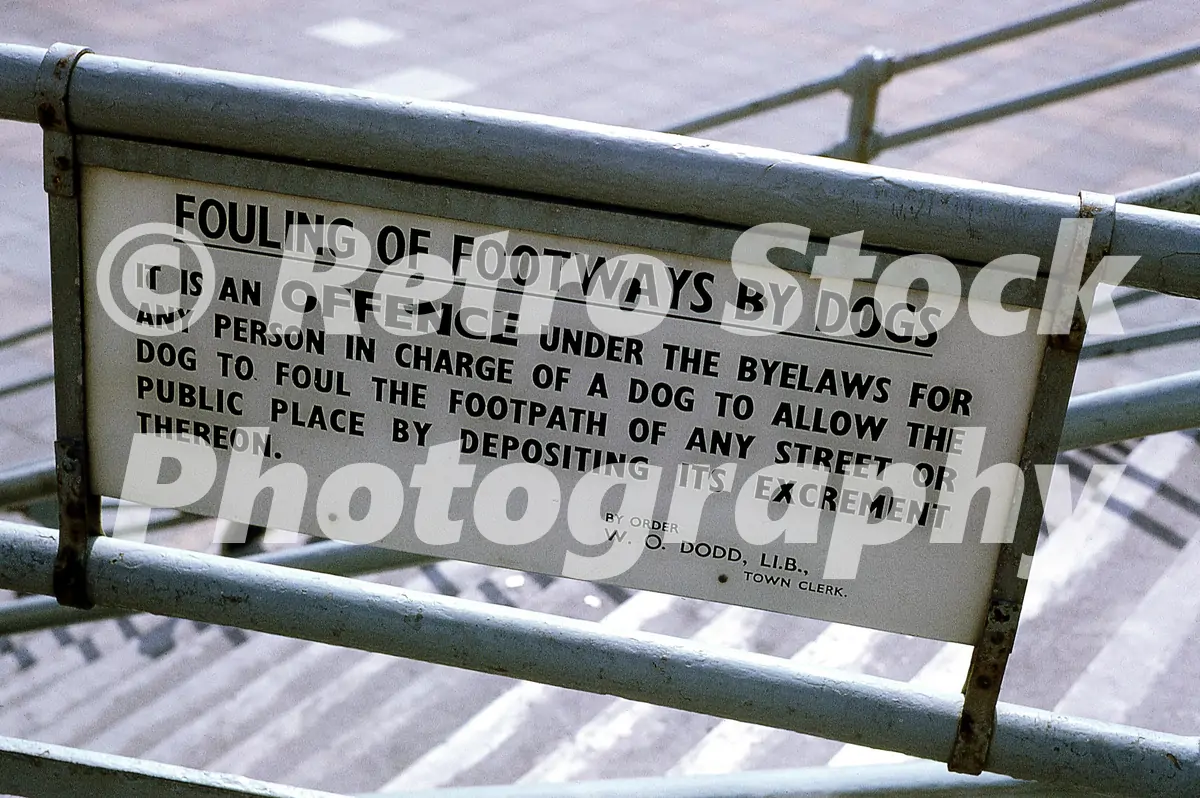 FOULING OF FOOTWAYS BY DOGS
IT IS AN OFFENCE UNDER THE BYELAWS FOR
ANY PERSON IN CHARGE OF A DOG TO ALLOW THE
DOG TO FOUL THE FOOTPATH OF ANY STREET OR
PUBLIC PLACE BY DEPOSITING ITS EXCREMENT
THEREON.
BY ORDER
W. O. DODD, LI.B.,
TOWN CLERK.
© Retro Stock
Photography